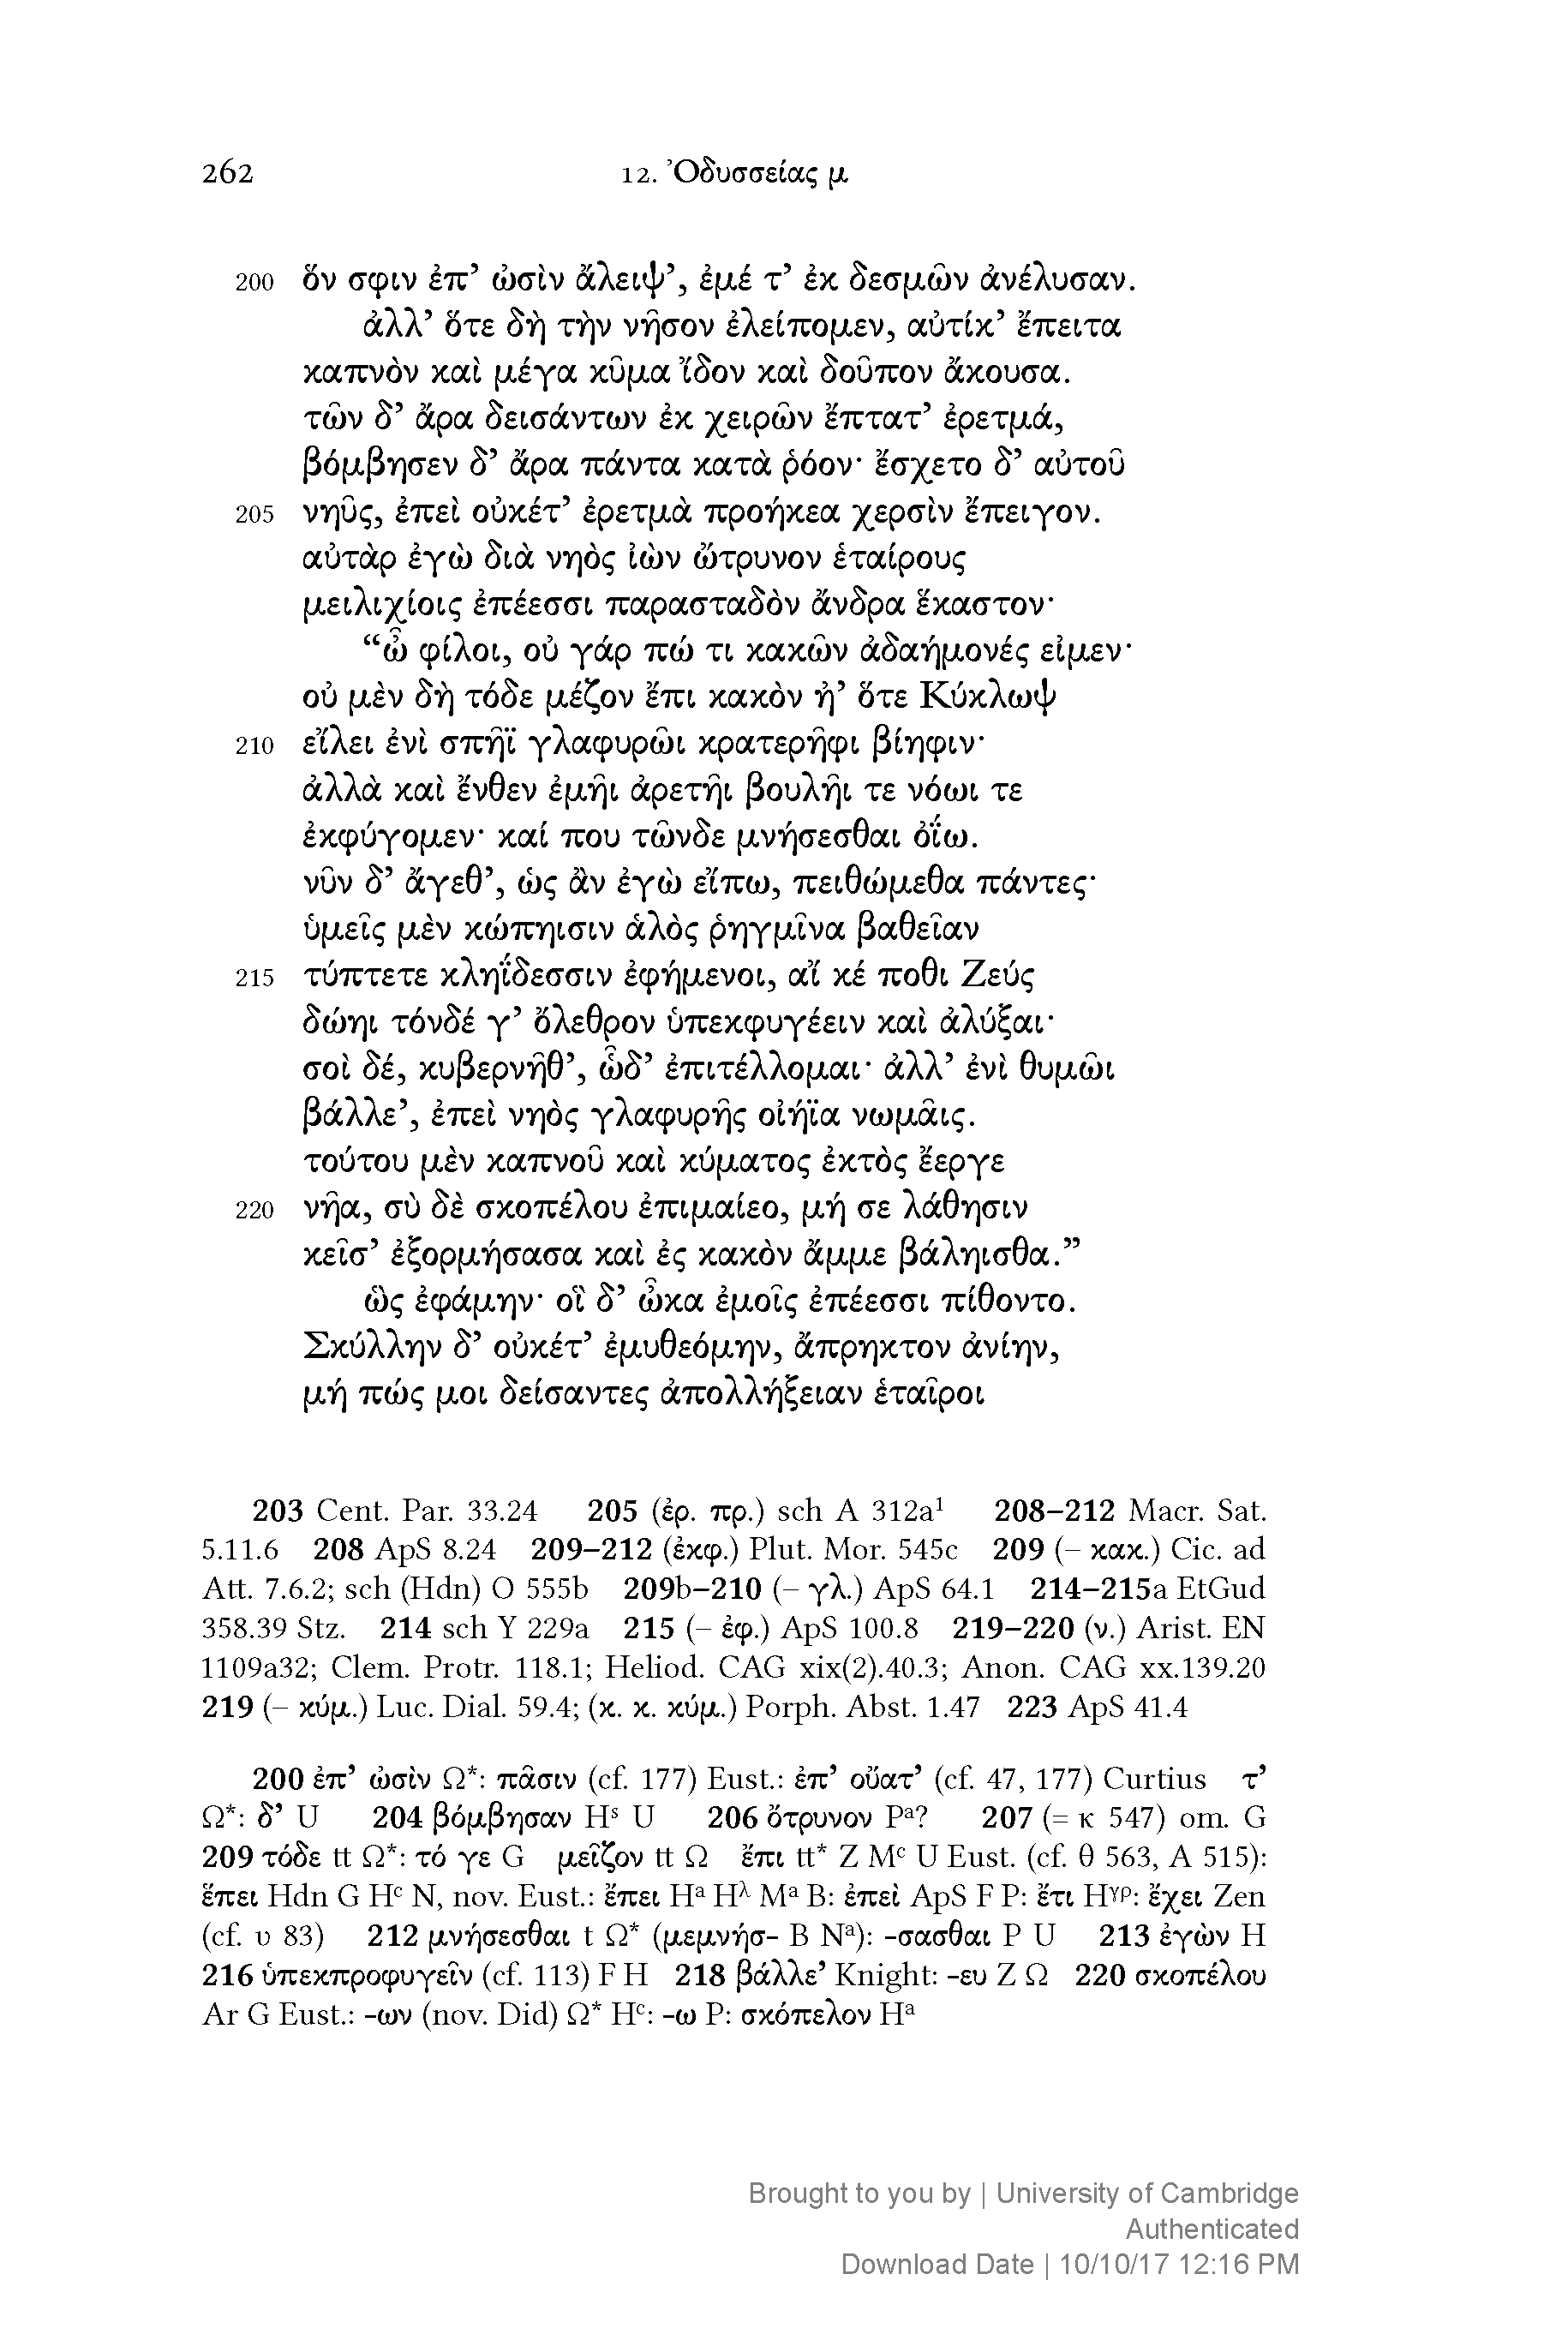 262 12. Ὀδυσσείας μ
200 ὅν σφιν ἐπ’ ὠσὶν ἄλειψ’, ἐμέ τ’ ἐκ δεσμῶν ἀνέλυσαν.
ἀλλ’ ὅτε δὴ τὴν νῆσον ἐλείπομεν, αὐτίκ’ ἔπειτα
καπνὸν καὶ μέγα κῦμα ἴδον καὶ δοῦπον ἄκουσα.
τῶν δ’ ἄρα δεισάντων ἐκ χειρῶν ἔπτατ’ ἐρετμά,
βόμβησεν δ’ ἄρα πάντα κατὰ ῥόον· ἔσχετο δ’ αὐτοῦ
205 νηῦς, ἐπεὶ οὐκέτ’ ἐρετμὰ προήκεα χερσὶν ἔπειγον.
αὐτὰρ ἐγὼ διὰ νηὸς ἰὼν ὤτρυνον ἑταίρους
μειλιχίοις ἐπέεσσι παρασταδὸν ἄνδρα ἕκαστον·
“ὦ φίλοι, οὐ γάρ πώ τι κακῶν ἀδαήμονές εἰμεν·
οὐ μὲν δὴ τόδε μέζον ἔπι κακὸν ἠ’ ὅτε Κύκλωψ
210 εἴλει ἐνὶ σπῆϊ γλαφυρῶι κρατερῆφι βίηφιν·
ἀλλὰ καὶ ἔνθεν ἐμῆι ἀρετῆι βουλῆι τε νόωι τε
ἐκφύγομεν· καί που τῶνδε μνήσεσθαι ὀΐω.
νῦν δ’ ἄγεθ’, ὡς ἂν ἐγὼ εἴπω, πειθώμεθα πάντες·
ὑμεῖς μὲν κώπηισιν ἁλὸς ῥηγμῖνα βαθεῖαν
215 τύπτετε κληΐδεσσιν ἐφήμενοι, αἴ κέ ποθι Ζεύς
δώηι τόνδέ γ’ ὄλεθρον ὑπεκφυγέειν καὶ ἀλύξαι·
σοὶ δέ, κυβερνῆθ’, ὧδ’ ἐπιτέλλομαι· ἀλλ’ ἐνὶ θυμῶι
βάλλε’, ἐπεὶ νηὸς γλαφυρῆς οἰήϊα νωμᾶις.
τούτου μὲν καπνοῦ καὶ κύματος ἐκτὸς ἔεργε
220 νῆα, σὺ δὲ σκοπέλου ἐπιμαίεο, μή σε λάθησιν
κεῖσ’ ἐξορμήσασα καὶ ἐς κακὸν ἄμμε βάληισθα.”
ὣς ἐφάμην· οἳ δ’ ὦκα ἐμοῖς ἐπέεσσι πίθοντο.
Σκύλλην δ’ οὐκέτ’ ἐμυθεόμην, ἄπρηκτον ἀνίην,
μή πώς μοι δείσαντες ἀπολλήξειαν ἑταῖροι
203 Cent. Par. 33.24 205 (ἐρ. πρ.) sch A 312a¹ 208–212 Macr. Sat.
5.11.6 208 ApS 8.24 209–212 (ἐκφ.) Plut. Mor. 545c 209 (– κακ.) Cic. ad
Att. 7.6.2; sch (Hdn) O 555b 209b–210 (– γλ.) ApS 64.1 214–215a EtGud
358.39 Stz. 214 sch Υ 229a 215 (– ἐφ.) ApS 100.8 219–220 (ν.) Arist. EN
1109a32; Clem. Protr. 118.1; Heliod. CAG xix(2).40.3; Anon. CAG xx.139.20
219 (– κύμ.) Luc. Dial. 59.4; (κ. κ. κύμ.) Porph. Abst. 1.47 223 ApS 41.4
200 ἐπ’ ὠσὶν Ω*: πᾶσιν (cf. 177) Eust.: ἐπ’ οὔατ’ (cf. 47, 177) Curtius τ’
Ω*: δ’ U 204 βόμβησαν Hˢ U 206 ὄτρυνον Pᵃ? 207 (= κ 547) om. G
209 τόδε tt Ω*: τό γε G μεῖζον tt Ω ἔπι tt* Z Mᶜ U Eust. (cf. θ 563, Α 515):
ἕπει Hdn G Hᶜ N, nov. Eust.: ἔπει Hᵃ Hᵞ Mᵃ B: ἐπεὶ ApS F P: ἔτι Hᵞᵖ: ἔχει Zen
(cf. υ 83) 212 μνήσεσθαι t Ω* (μεμνήσ- B Nᵃ): -σασθαι P U 213 ἐγὼν H
216 ὑπεκπροφυγεῖν (cf. 113) F H 218 βάλλε’ Knight: -ευ Z Ω 220 σκοπέλου
Ar G Eust.: -ων (nov. Did) Ω* Hᶜ: -ω P: σκόπελον Hᵃ
Brought to you by | University of Cambridge
Authenticated
Download Date | 10/10/17 12:16 PM